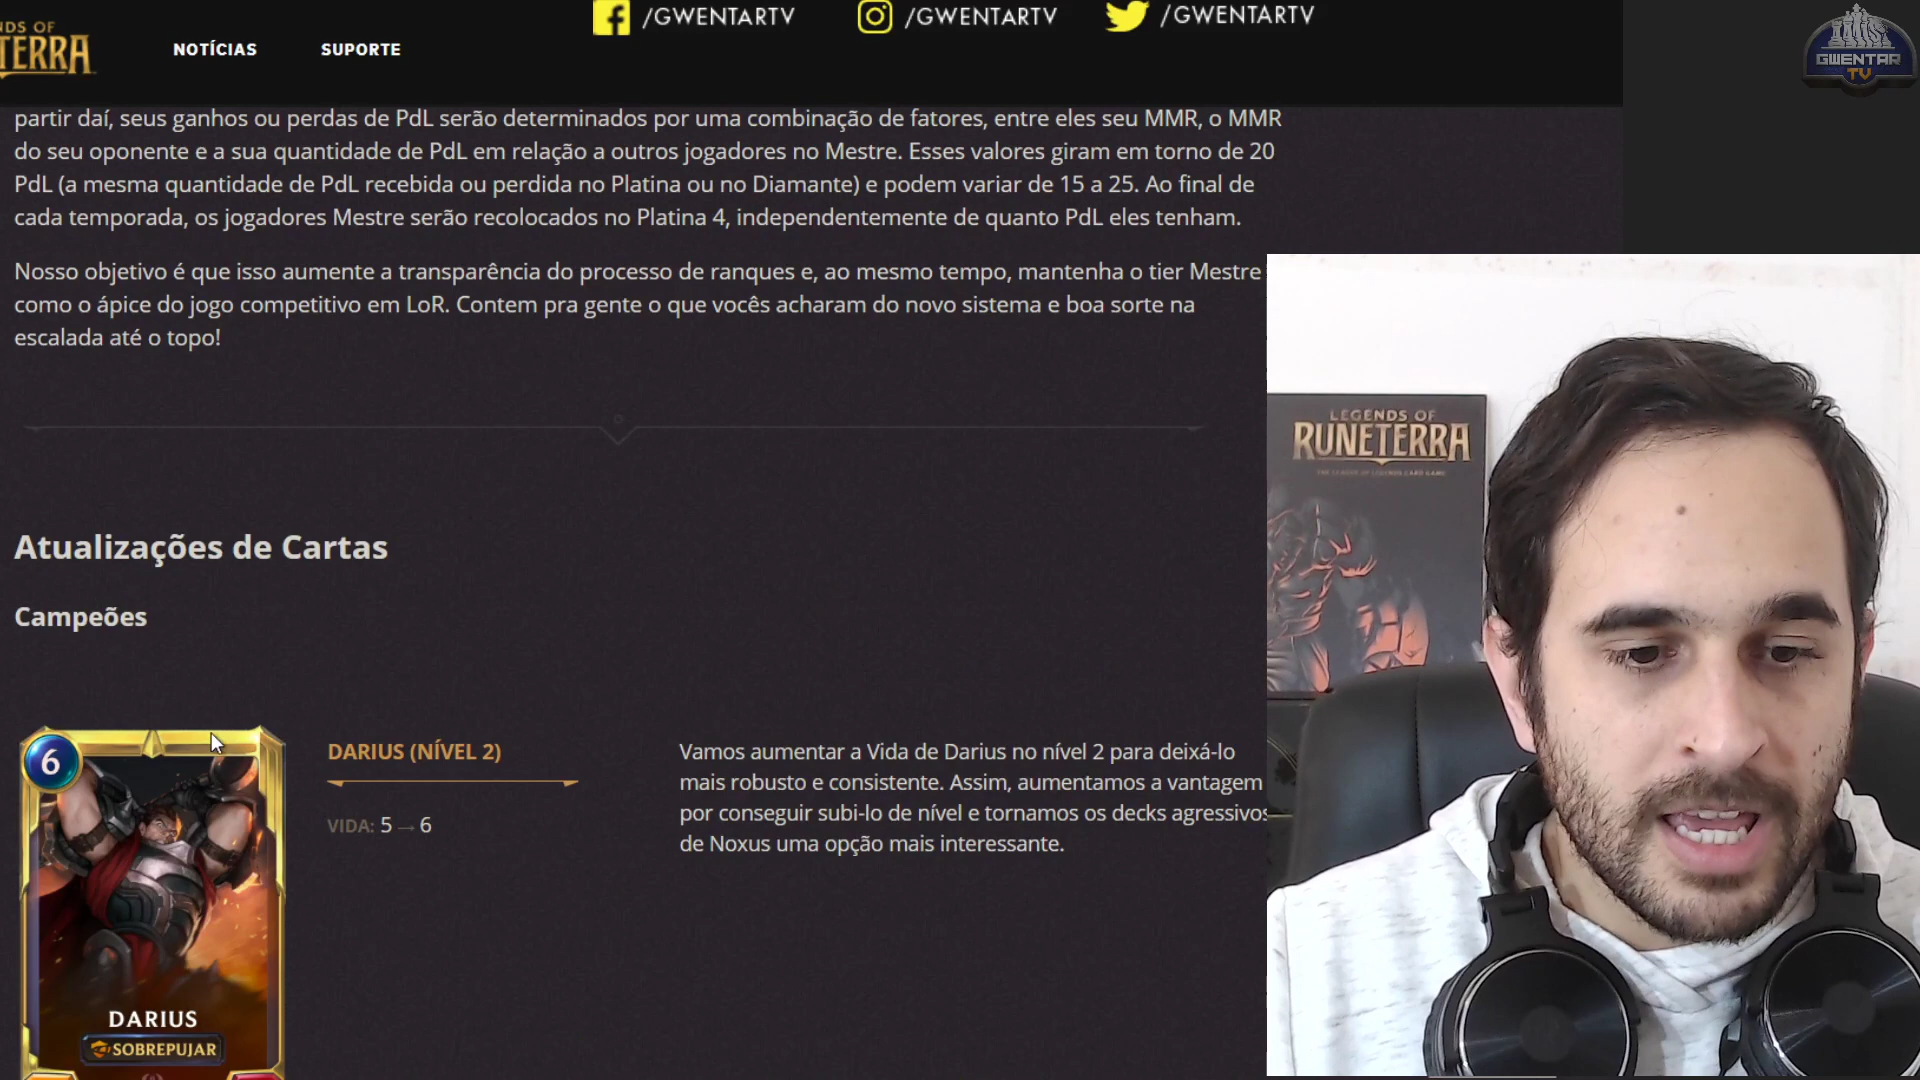 /GWENTARTV /GWENTARTV /GWENTARTV
GWENTAR
TV
OF
TERRA
NOTÍCIAS SUPORTE
partir daí, seus ganhos ou perdas de PdL serão determinados por uma combinação de fatores, entre eles seu MMR, o MMR
do seu oponente e a sua quantidade de PdL em relação a outros jogadores no Mestre. Esses valores giram em torno de 20
PdL (a mesma quantidade de PdL recebida ou perdida no Platina ou no Diamante) e podem variar de 15 a 25. Ao final de
cada temporada, os jogadores Mestre serão recolocados no Platina 4, independentemente de quanto PdL eles tenham.
Nosso objetivo é que isso aumente a transparência do processo de ranques e, ao mesmo tempo, mantenha o tier Mestre
como o ápice do jogo competitivo em LoR. Contem pra gente o que vocês acharam do novo sistema e boa sorte na
escalada até o topo!
Atualizações de Cartas
Campeões
6
DARIUS
SOBREPUJAR
DARIUS (NÍVEL 2)
VIDA: 5 → 6
Vamos aumentar a Vida de Darius no nível 2 para deixá-lo
mais robusto e consistente. Assim, aumentamos a vantagem
por conseguir subi-lo de nível e tornamos os decks agressivos
de Noxus uma opção mais interessante.
LEGENDS OF
RUNETERRA